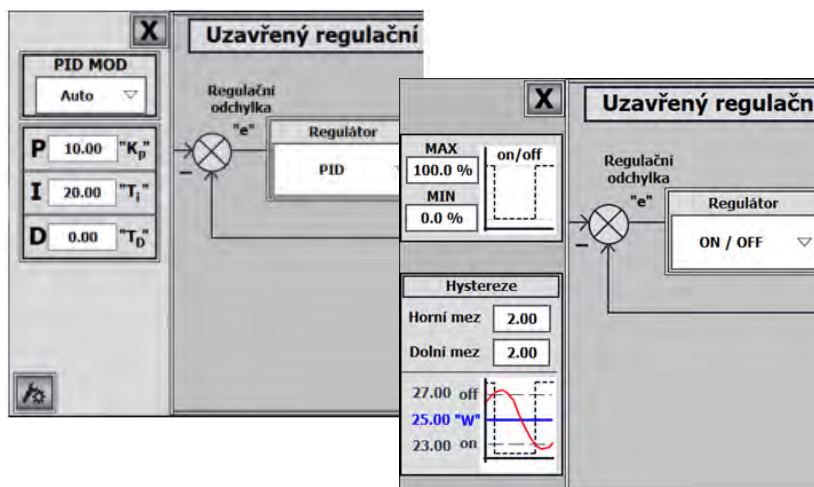 X
Uzavřený regulační
PID MOD
Auto
P 10.00 "Kp"
I 20.00 "Ti"
D 0.00 "TD"
Regulační
odchylka
"e"
Regulátor
PID
–
X
Uzavřený regulačn
MAX
100.0 %
MIN
0.0 %
on/off
Regulační
odchylka
"e"
Regulátor
ON / OFF
–
Hystereze
Horní mez 2.00
Dolní mez 2.00
27.00 off
25.00 "W"
23.00 on